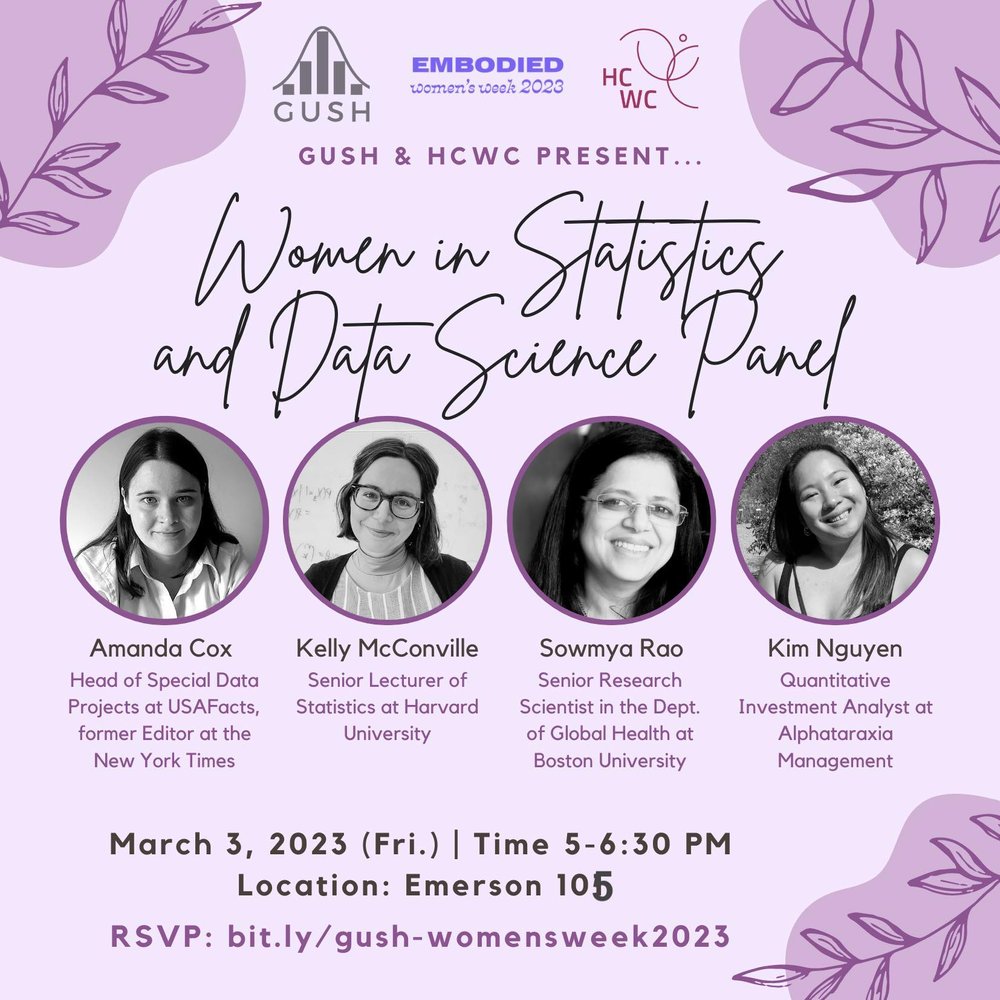 GUSH
EMBODIED
women's week 2023
HC
WC
GUSH & HCWC PRESENT...
Women in Statistics
and Data Science Panel
Amanda Cox
Head of Special Data
Projects at USAFacts,
former Editor at the
New York Times
Kelly McConville
Senior Lecturer of
Statistics at Harvard
University
Sowmya Rao
Senior Research
Scientist in the Dept.
of Global Health at
Boston University
Kim Nguyen
Quantitative
Investment Analyst at
Alphataraxia
Management
March 3, 2023 (Fri.) | Time 5-6:30 PM
Location: Emerson 105
RSVP: bit.ly/gush-womensweek2023